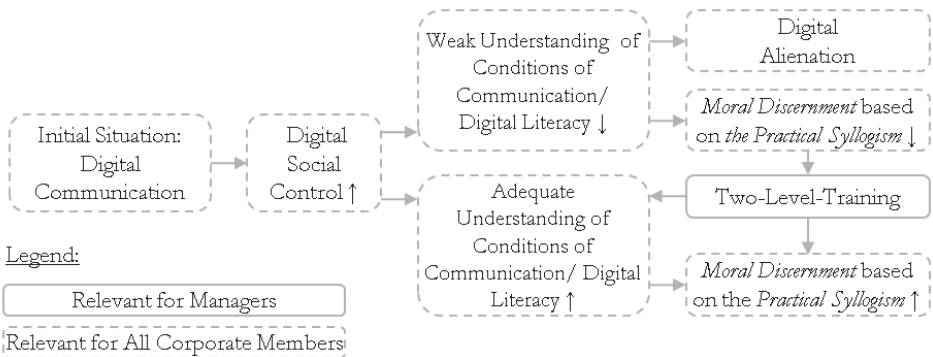 Initial Situation:
Digital
Communication
Digital
Social
Control ↑
Weak Understanding of
Conditions of
Communication/
Digital Literacy ↓
Digital
Alienation
Moral Discernment based
on the Practical Syllogism ↓
Adequate
Understanding of
Conditions of
Communication/ Digital
Literacy ↑
Two-Level-Training
Moral Discernment based
on the Practical Syllogism ↑
Legend:
Relevant for Managers
Relevant for All Corporate Members